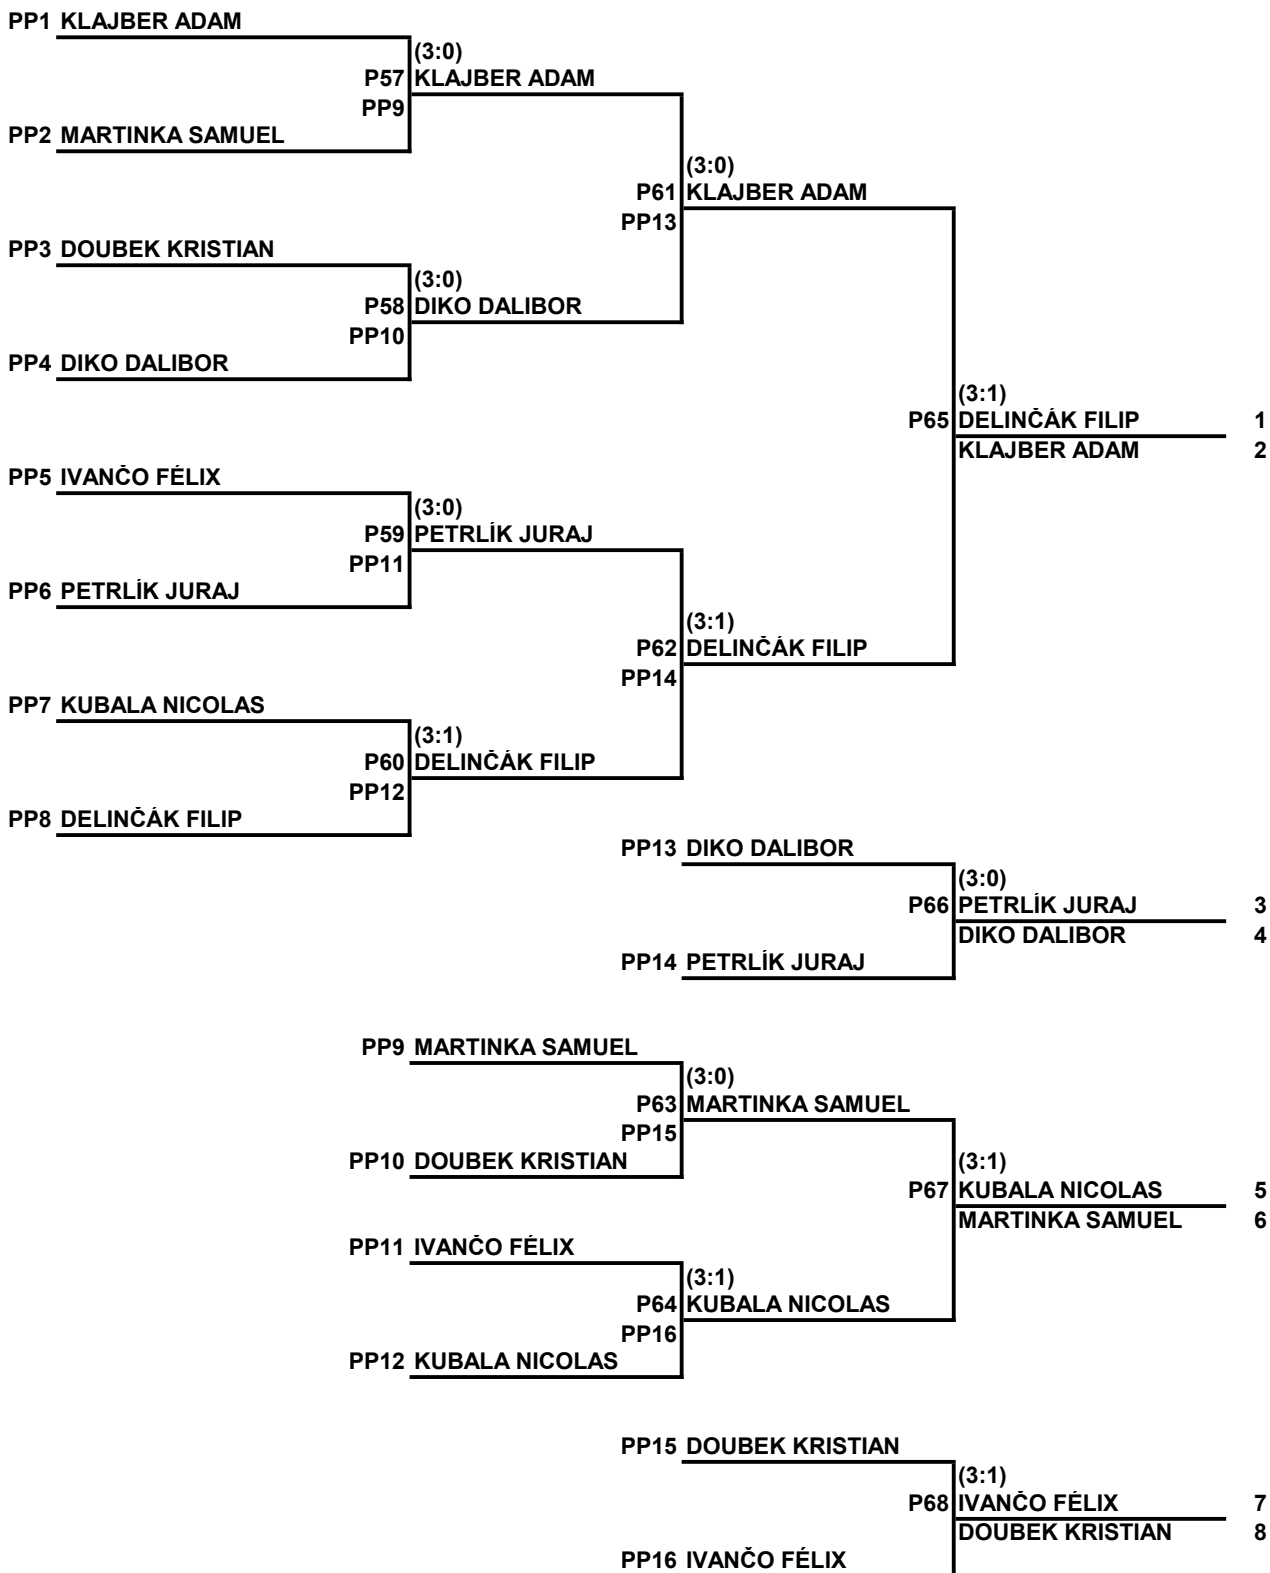 PP1 KLAJBER ADAM
(3:0)
P57 KLAJBER ADAM
PP9
PP2 MARTINKA SAMUEL
(3:0)
P61 KLAJBER ADAM
PP13
PP3 DOUBEK KRISTIAN
(3:0)
P58 DIKO DALIBOR
PP10
PP4 DIKO DALIBOR
(3:1)
P65 DELINČÁK FILIP 1
KLAJBER ADAM 2
PP5 IVANČO FÉLIX
(3:0)
P59 PETRLÍK JURAJ
PP11
PP6 PETRLÍK JURAJ
(3:1)
P62 DELINČÁK FILIP
PP14
PP7 KUBALA NICOLAS
(3:1)
P60 DELINČÁK FILIP
PP12
PP8 DELINČÁK FILIP
PP13 DIKO DALIBOR
(3:0)
P66 PETRLÍK JURAJ 3
DIKO DALIBOR 4
PP14 PETRLÍK JURAJ
PP9 MARTINKA SAMUEL
(3:0)
P63 MARTINKA SAMUEL
PP15
PP10 DOUBEK KRISTIAN
(3:1)
P67 KUBALA NICOLAS 5
MARTINKA SAMUEL 6
PP11 IVANČO FÉLIX
(3:1)
P64 KUBALA NICOLAS
PP16
PP12 KUBALA NICOLAS
PP15 DOUBEK KRISTIAN
(3:1)
P68 IVANČO FÉLIX 7
DOUBEK KRISTIAN 8
PP16 IVANČO FÉLIX